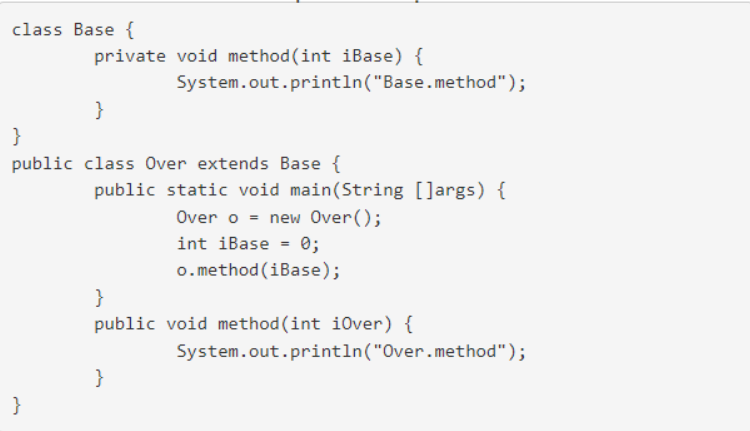 class Base {
        private void method(int iBase) {
                System.out.println("Base.method");
        }
}
public class Over extends Base {
        public static void main(String []args) {
                Over o = new Over();
                int iBase = 0;
                o.method(iBase);
        }
        public void method(int iOver) {
                System.out.println("Over.method");
        }
}